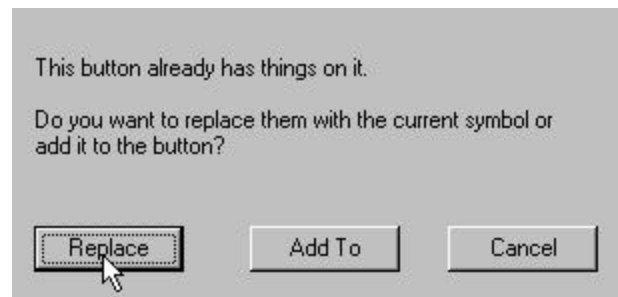 This button already has things on it.
Do you want to replace them with the current symbol or
add it to the button?
Replace
Add To
Cancel